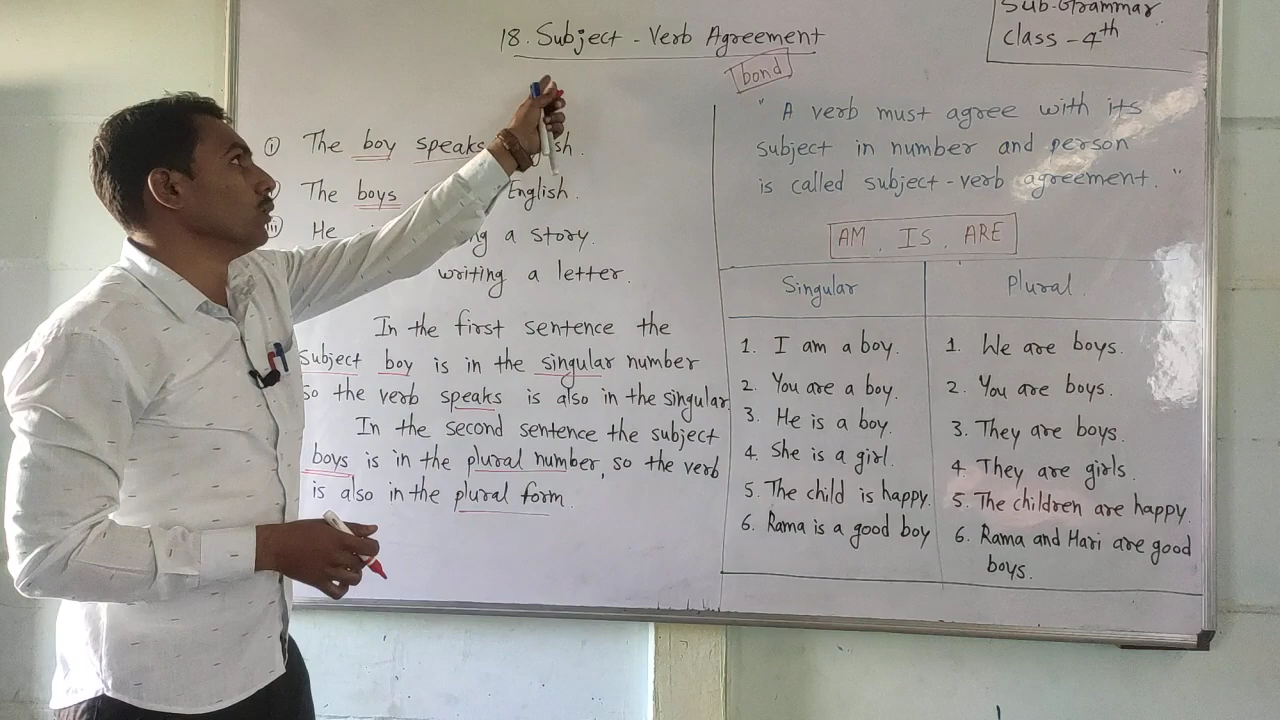 Sub-Grammar
Class - 4th
18. Subject - Verb Agreement
bond
i The boy speaks
The boys English.
He a story.
writing a letter.
In the first sentence the
Subject boy is in the singular number
So the verb speaks is also in the singular
In the second sentence the subject
boys is in the plural number, so the verb
is also in the plural form.
" A verb must agree with its
subject in number and person
is called subject-verb agreement. "
AM , IS , ARE
Singular Plural
1. I am a boy. 1. We are boys.
2. You are a boy. 2. You are boys.
3. He is a boy. 3. They are boys.
4. She is a girl. 4. They are girls.
5. The child is happy. 5. The children are happy.
6. Rama is a good boy 6. Rama and Hari are good
boys.